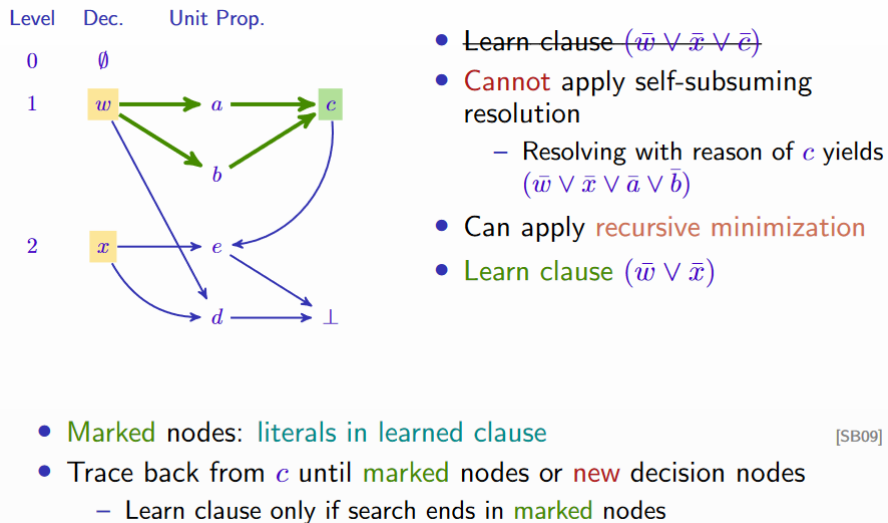 Level Dec. Unit Prop.
0 ∅
1 w a c
b
2 x e
d ⊥
• Learn clause (w̄ ∨ x̄ ∨ c̄)
• Cannot apply self-subsuming
resolution
– Resolving with reason of c yields
(w̄ ∨ x̄ ∨ ā ∨ b̄)
• Can apply recursive minimization
• Learn clause (w̄ ∨ x̄)
• Marked nodes: literals in learned clause [SB09]
• Trace back from c until marked nodes or new decision nodes
– Learn clause only if search ends in marked nodes